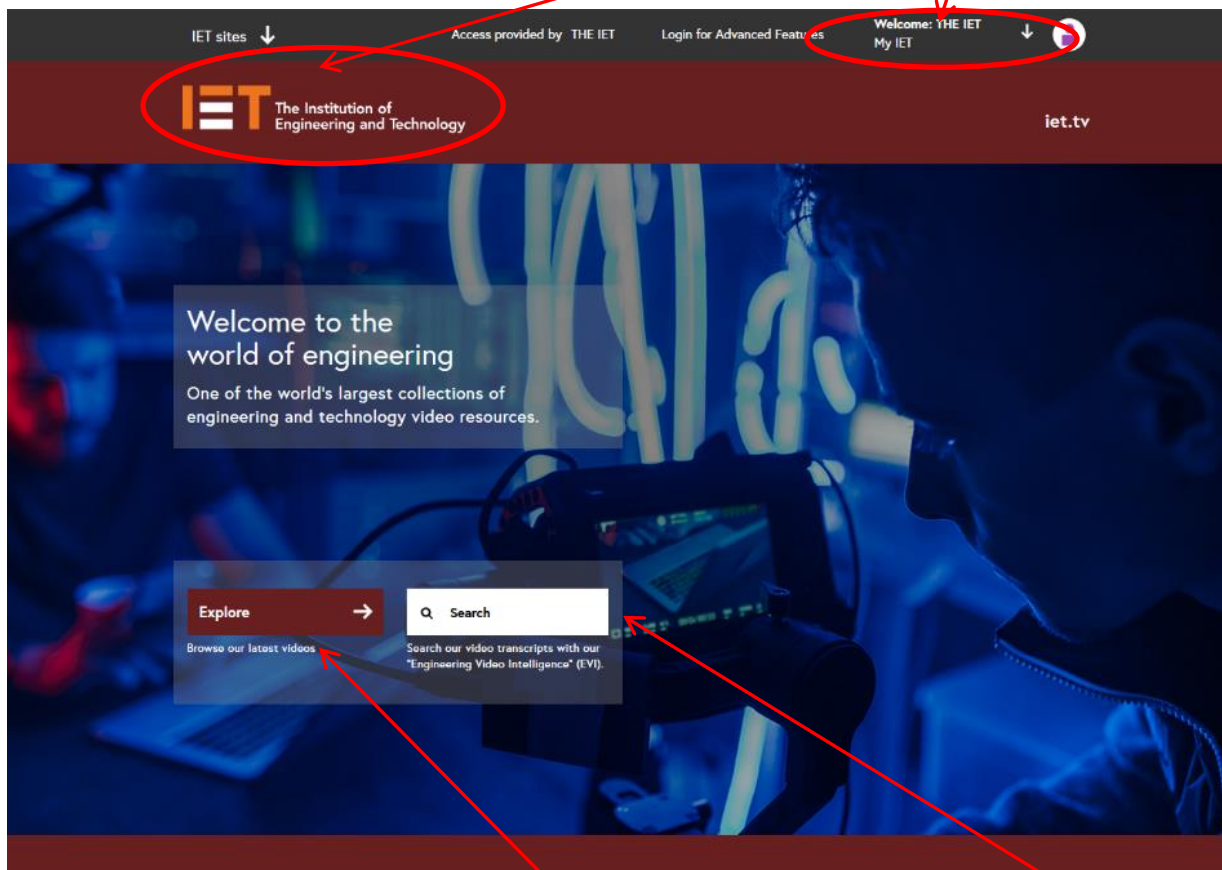 IET sites
Access provided by THE IET
Login for Advanced Features
Welcome: THE IET
My IET
IET
The Institution of
Engineering and Technology
iet.tv
Welcome to the
world of engineering
One of the world's largest collections of
engineering and technology video resources.
Explore
Browse our latest videos
Search
Search our video transcripts with our
"Engineering Video Intelligence" (EVI).